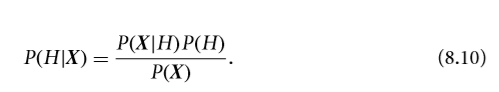 P(H|X) = P(X|H)P(H) / P(X) . (8.10)